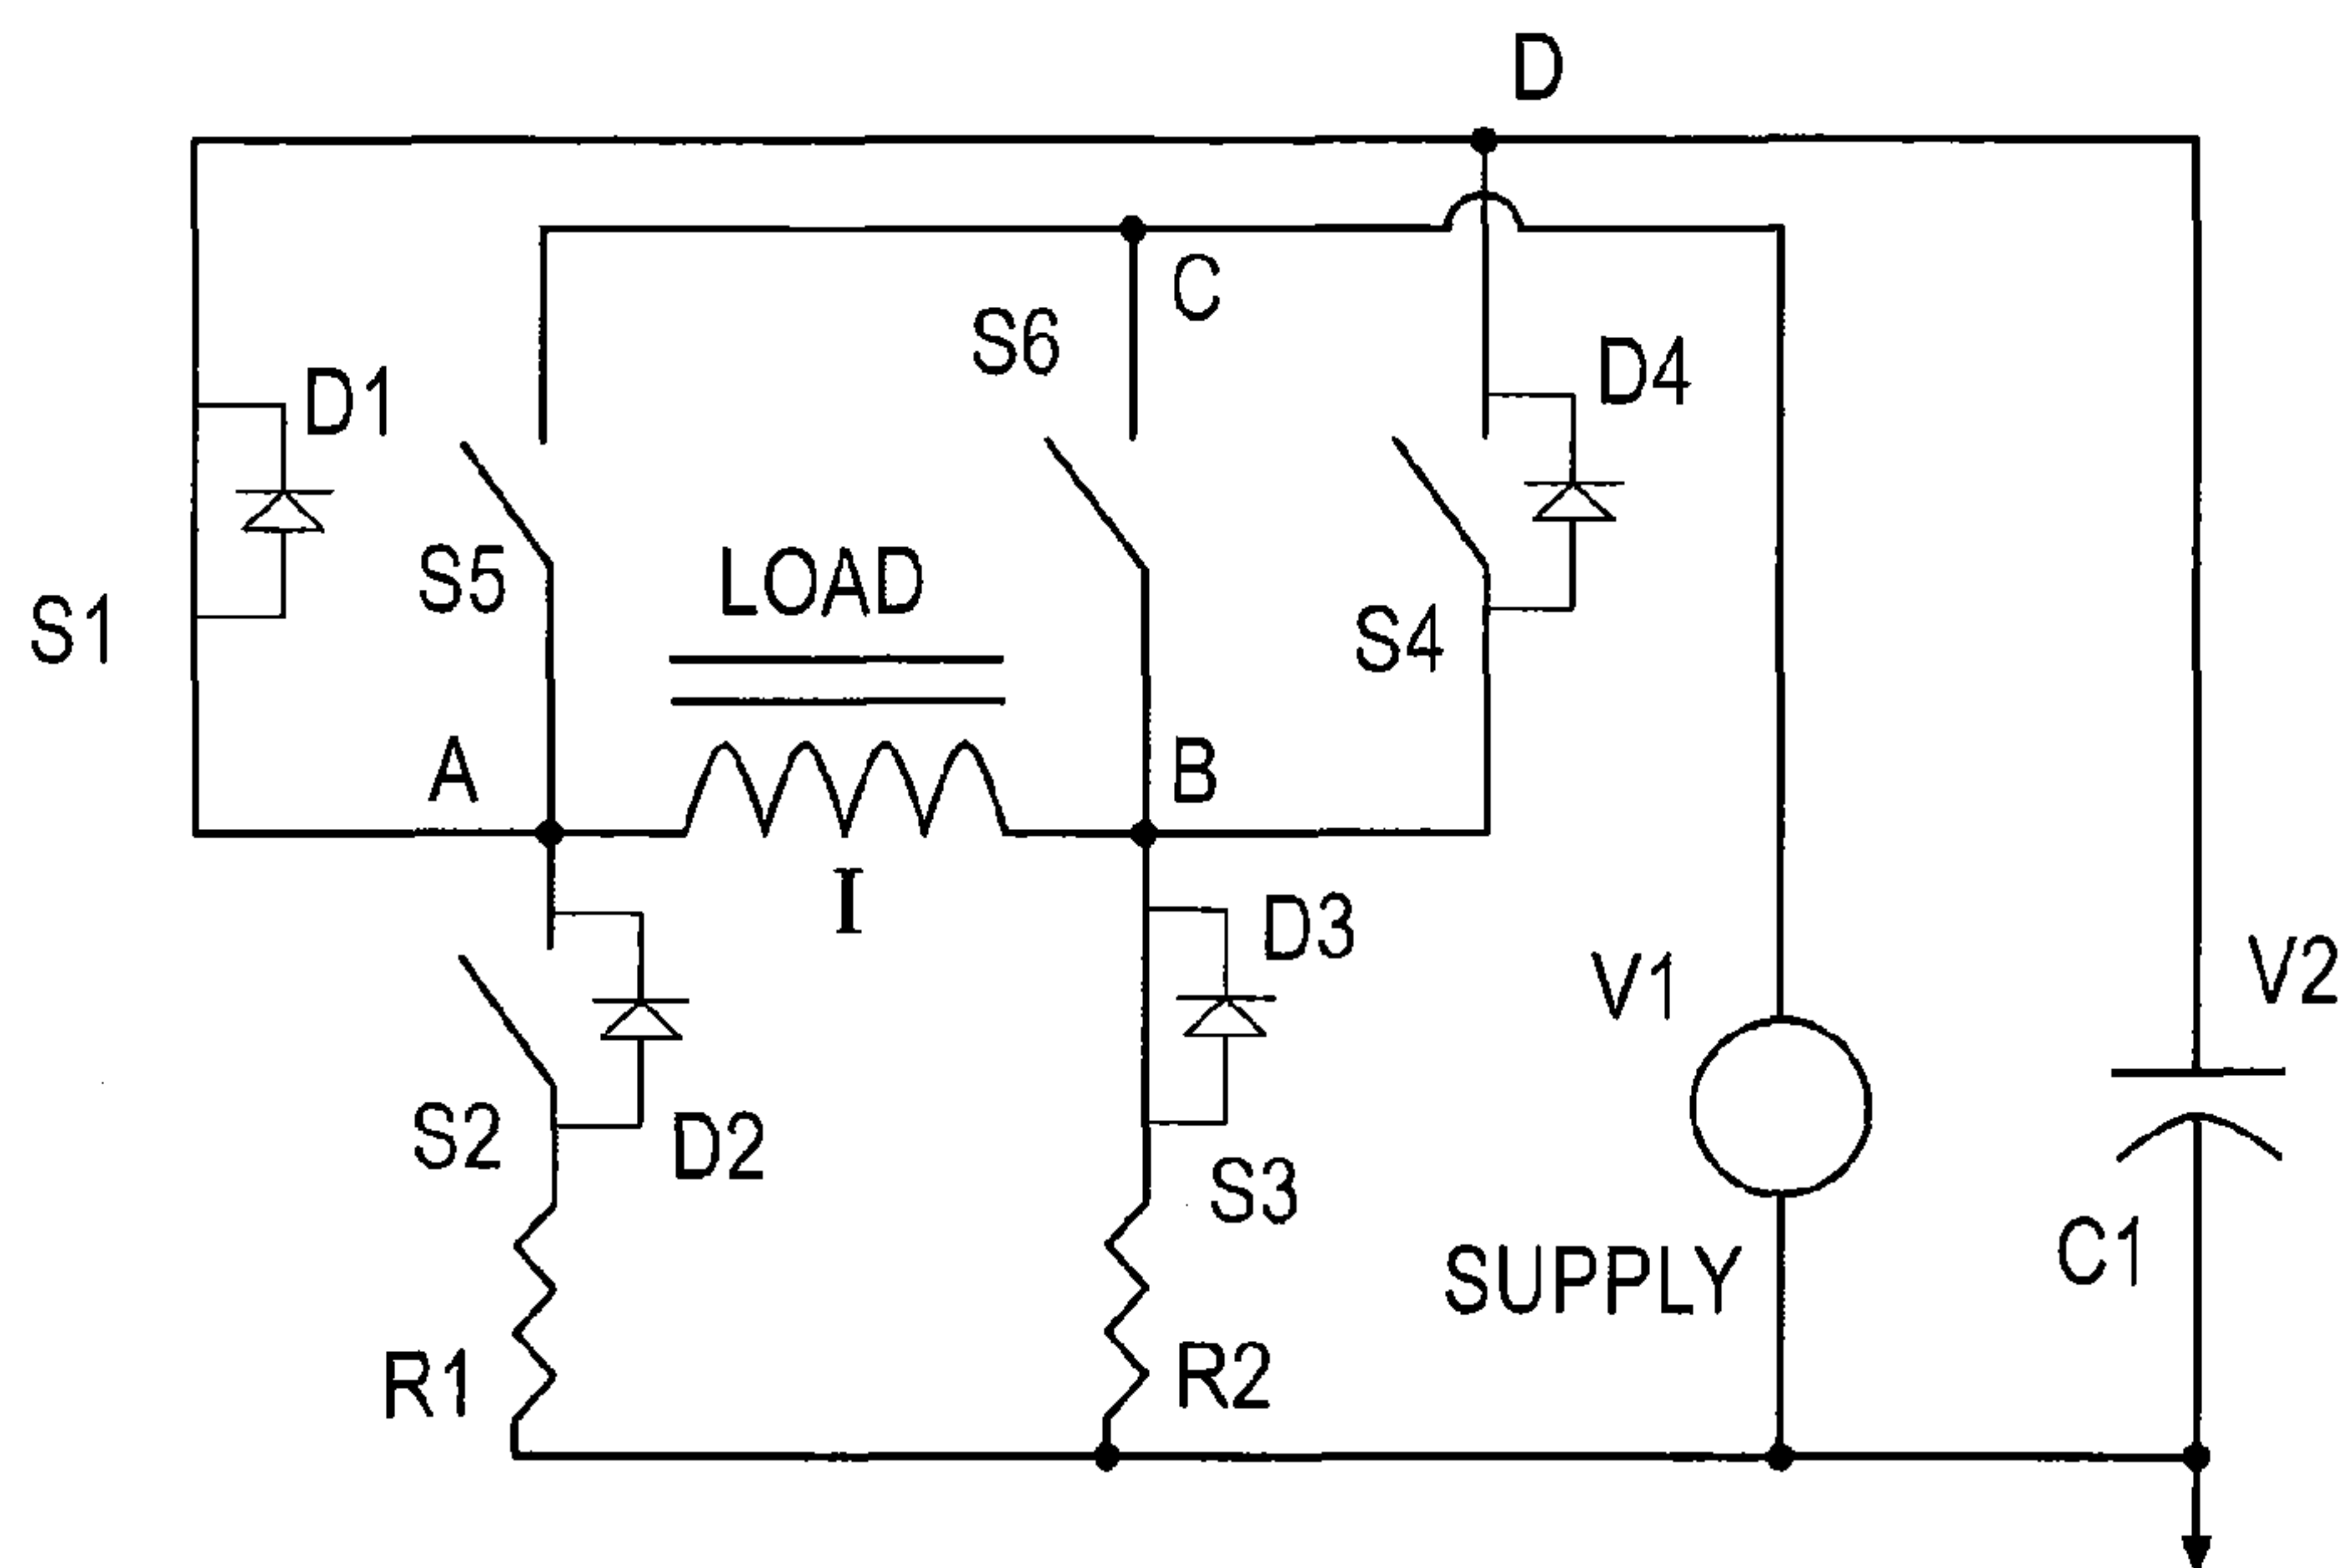 D
C
S6
D1
D4
S5
LOAD
S1
S4
A
B
I
D3
V1
V2
S2
D2
S3
SUPPLY
C1
R1
R2